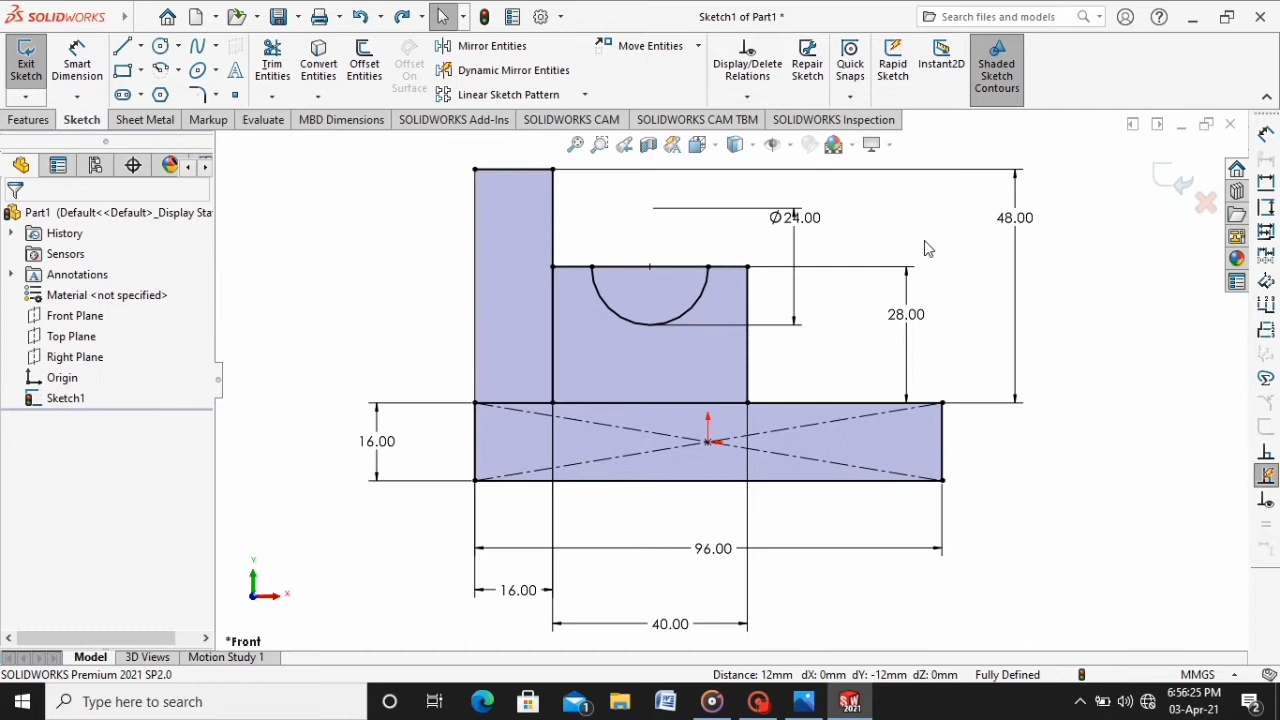 SOLIDWORKS
Sketch1 of Part1 *
Search files and models
Exit Sketch
Smart Dimension
Trim Entities
Convert Entities
Offset Entities
Offset On Surface
Mirror Entities
Dynamic Mirror Entities
Linear Sketch Pattern
Move Entities
Display/Delete Relations
Repair Sketch
Quick Snaps
Rapid Sketch
Instant2D
Shaded Sketch Contours
Features
Sketch
Sheet Metal
Markup
Evaluate
MBD Dimensions
SOLIDWORKS Add-Ins
SOLIDWORKS CAM
SOLIDWORKS CAM TBM
SOLIDWORKS Inspection
Part1 (Default<<Default>_Display Sta
History
Sensors
Annotations
Material <not specified>
Front Plane
Top Plane
Right Plane
Origin
Sketch1
Ø24.00
48.00
28.00
16.00
96.00
16.00
40.00
Y
X
*Front
Model
3D Views
Motion Study 1
SOLIDWORKS Premium 2021 SP2.0
Distance: 12mm dX: 0mm dY: -12mm dZ: 0mm
Fully Defined
MMGS
Type here to search
1
SW
2021
6:56:25 PM
03-Apr-21
2